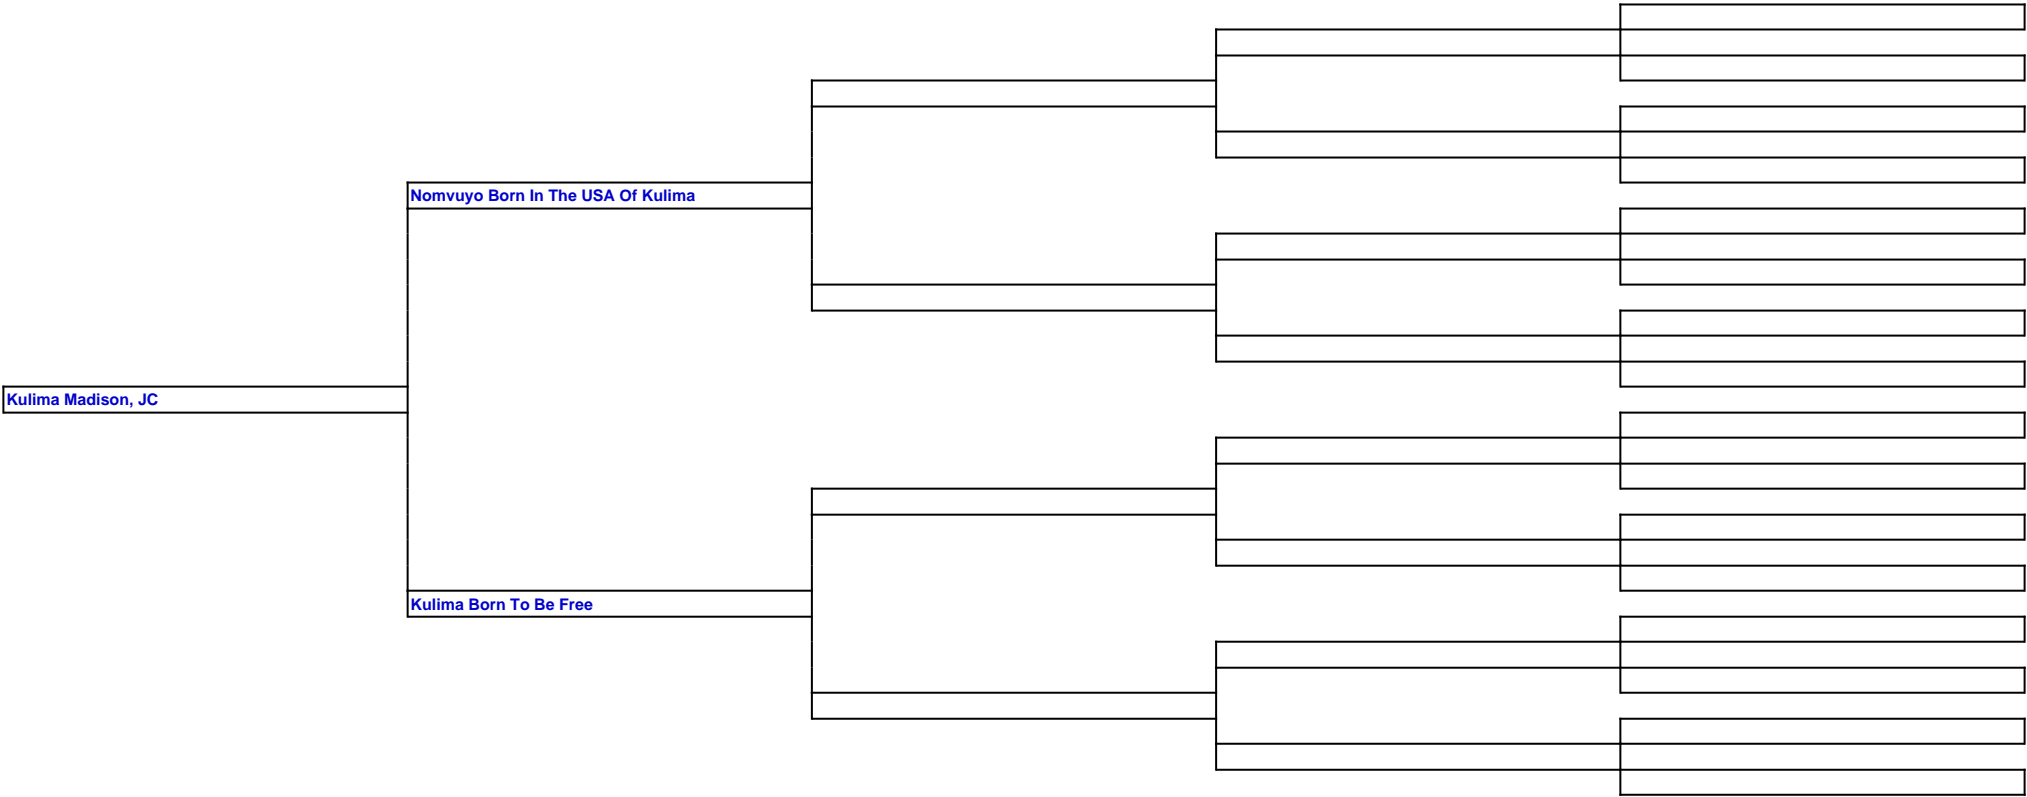 Nomvuyo Born In The USA Of Kulima
Kulima Madison, JC
Kulima Born To Be Free